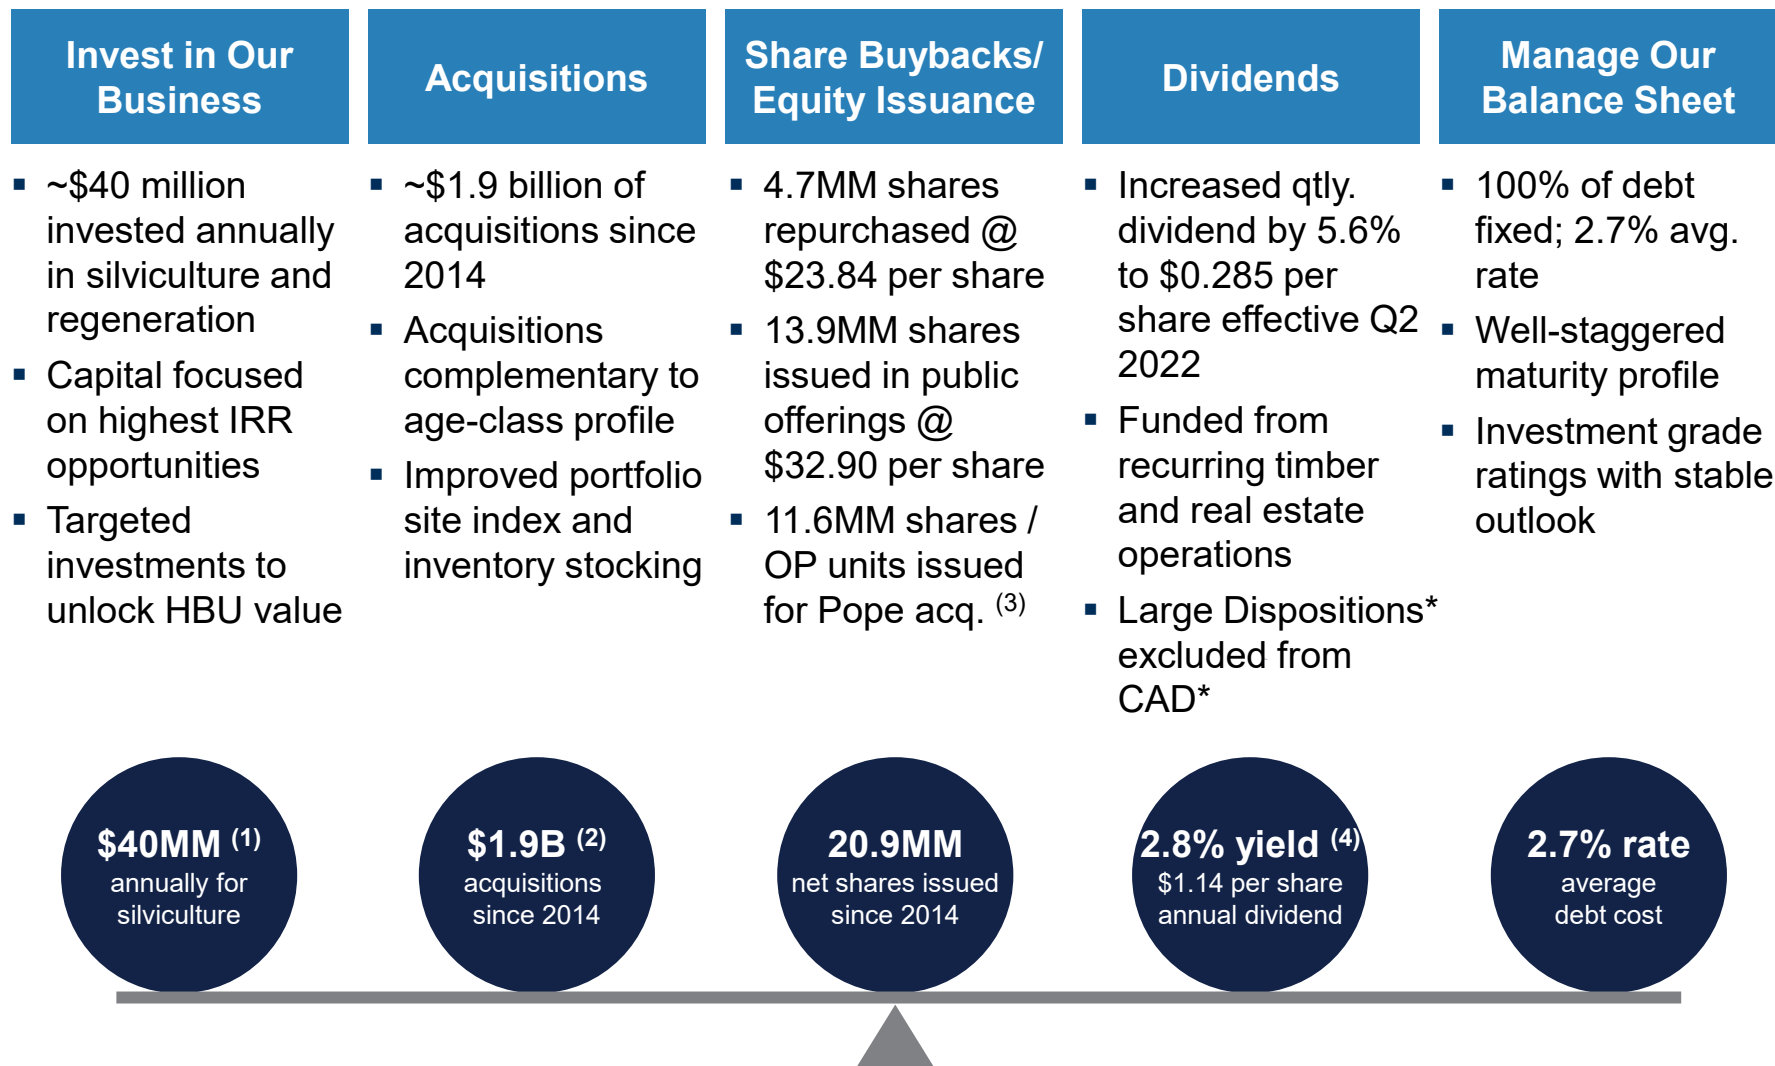 Invest in Our
Business
▪ ~$40 million
invested annually
in silviculture and
regeneration
▪ Capital focused
on highest IRR
opportunities
▪ Targeted
investments to
unlock HBU value
Acquisitions
▪ ~$1.9 billion of
acquisitions since
2014
▪ Acquisitions
complementary to
age-class profile
▪ Improved portfolio
site index and
inventory stocking
Share Buybacks/
Equity Issuance
▪ 4.7MM shares
repurchased @
$23.84 per share
▪ 13.9MM shares
issued in public
offerings @
$32.90 per share
▪ 11.6MM shares /
OP units issued
for Pope acq. (3)
Dividends
▪ Increased qtly.
dividend by 5.6%
to $0.285 per
share effective Q2
2022
▪ Funded from
recurring timber
and real estate
operations
▪ Large Dispositions*
excluded from
CAD*
Manage Our
Balance Sheet
▪ 100% of debt
fixed; 2.7% avg.
rate
▪ Well-staggered
maturity profile
▪ Investment grade
ratings with stable
outlook
$40MM (1)
annually for
silviculture
$1.9B (2)
acquisitions
since 2014
20.9MM
net shares issued
since 2014
2.8% yield (4)
$1.14 per share
annual dividend
2.7% rate
average
debt cost